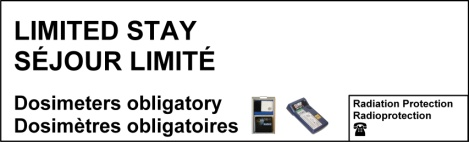 LIMITED STAY
SÉJOUR LIMITÉ
Dosimeters obligatory
Dosimètres obligatoires
Radiation Protection
Radioprotection
☎